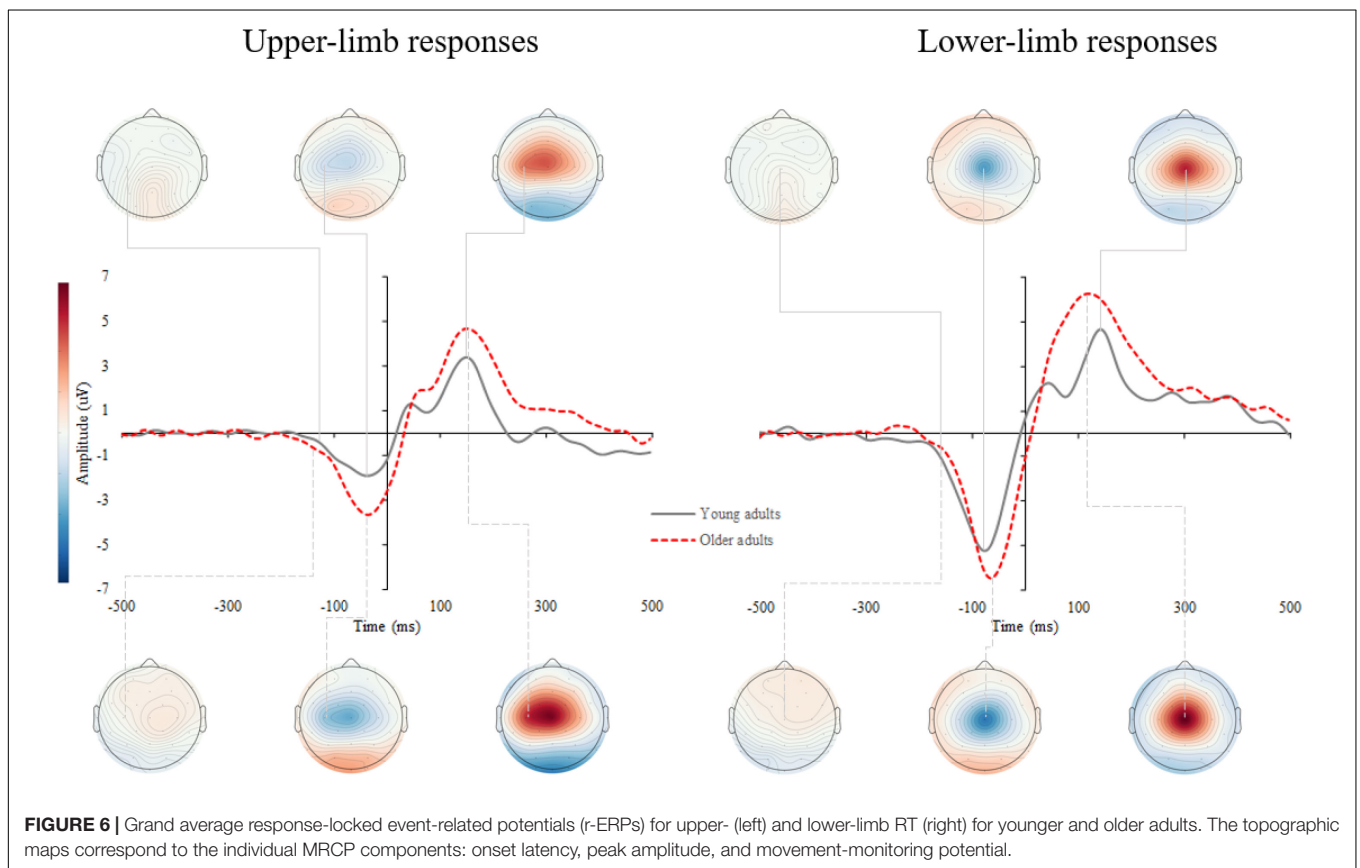 Upper-limb responses
Lower-limb responses
7
5
3
1
-1
-3
-5
-7
Amplitude (uV)
Young adults
Older adults
-500
-300
-100
100
300
500
Time (ms)
-500
-300
-100
100
300
500
Time (ms)
FIGURE 6 | Grand average response-locked event-related potentials (r-ERPs) for upper- (left) and lower-limb RT (right) for younger and older adults. The topographic
maps correspond to the individual MRCP components: onset latency, peak amplitude, and movement-monitoring potential.